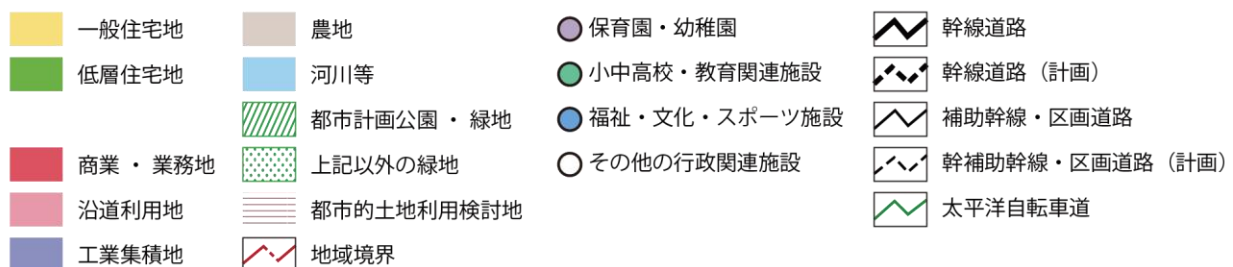 一般住宅地
低層住宅地
商業 ・ 業務地
沿道利用地
工業集積地
農地
河川等
都市計画公園 ・ 緑地
上記以外の緑地
都市的土地利用検討地
地域境界
保育園・幼稚園
小中高校・教育関連施設
福祉・文化・スポーツ施設
その他の行政関連施設
幹線道路
幹線道路（計画）
補助幹線・区画道路
幹補助幹線・区画道路（計画）
太平洋自転車道